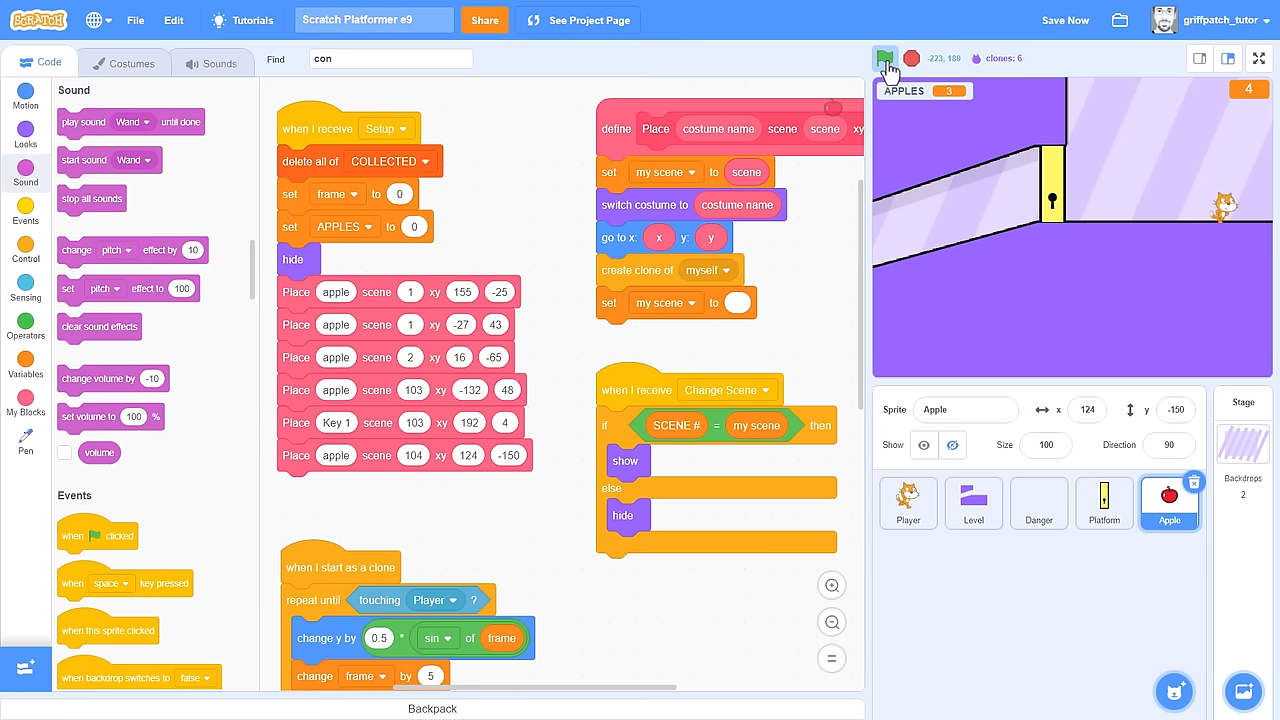 SCRATCH File Edit Tutorials Scratch Platformer e9 Share See Project Page Save Now griffpatch_tutor
Code Costumes Sounds Find con -223, 180 clones: 6
Motion
Looks
Sound
Events
Control
Sensing
Operators
Variables
My Blocks
Pen
Sound
play sound Wand until done
start sound Wand
stop all sounds
change pitch effect by 10
set pitch effect to 100
clear sound effects
change volume by -10
set volume to 100 %
volume
Events
when clicked
when space key pressed
when this sprite clicked
when backdrop switches to false
when I receive Setup
delete all of COLLECTED
set frame to 0
set APPLES to 0
hide
Place apple scene 1 xy 155 -25
Place apple scene 1 xy -27 43
Place apple scene 2 xy 16 -65
Place apple scene 103 xy -132 48
Place Key 1 scene 103 xy 192 4
Place apple scene 104 xy 124 -150
when I start as a clone
repeat until touching Player ?
change y by 0.5 * sin of frame
change frame by 5
define Place costume name scene scene xy
set my scene to scene
switch costume to costume name
go to x: x y: y
create clone of myself
set my scene to
when I receive Change Scene
if SCENE # = my scene then
show
else
hide
APPLES 3 4
Sprite Apple x 124 y -150
Show Size 100 Direction 90
Player Level Danger Platform Apple
Stage
Backdrops
2
Backpack